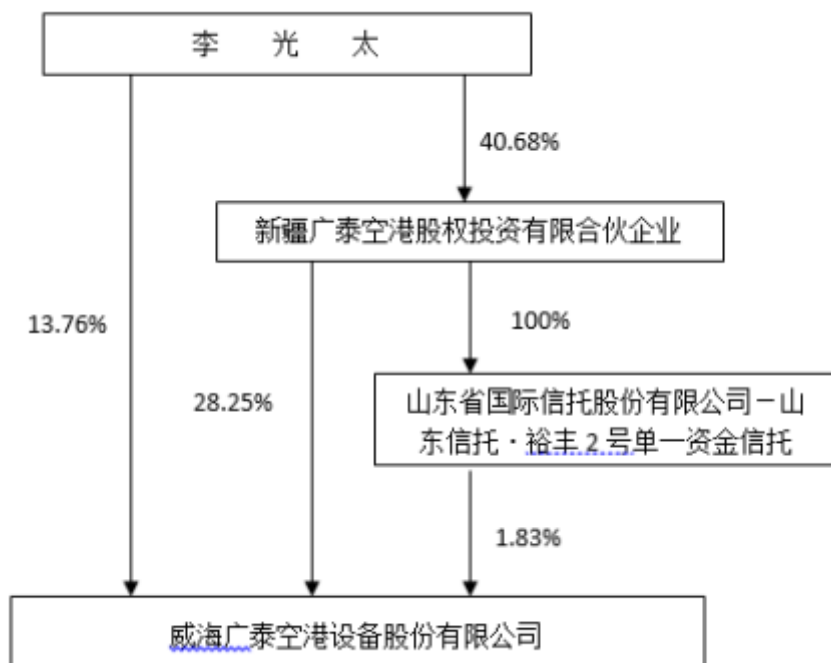 李 光 太
40.68%
新疆广泰空港股权投资有限合伙企业
13.76%
100%
28.25%
山东省国际信托股份有限公司－山
东信托·裕丰 2 号单一资金信托
1.83%
威海广泰空港设备股份有限公司